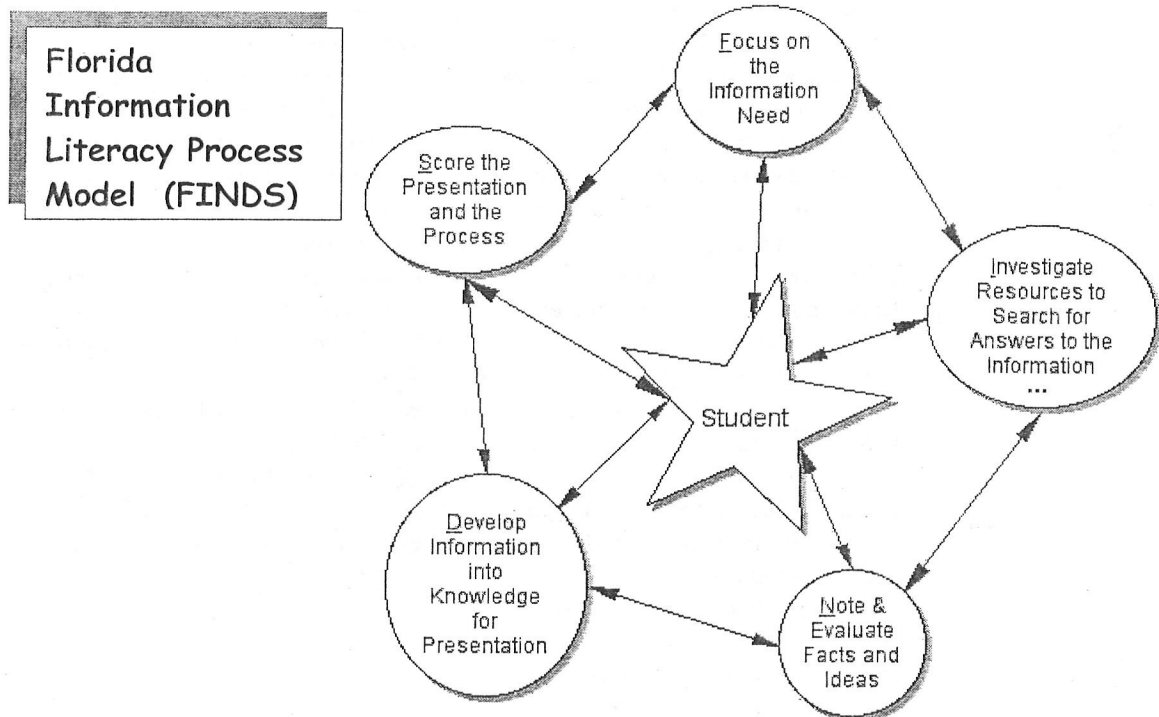 Florida
Information
Literacy Process
Model (FINDS)
Focus on
the
Information
Need
Investigate
Resources to
Search for
Answers to the
Information
...
Note &
Evaluate
Facts and
Ideas
Develop
Information
into
Knowledge
for
Presentation
Score the
Presentation
and the
Process
Student